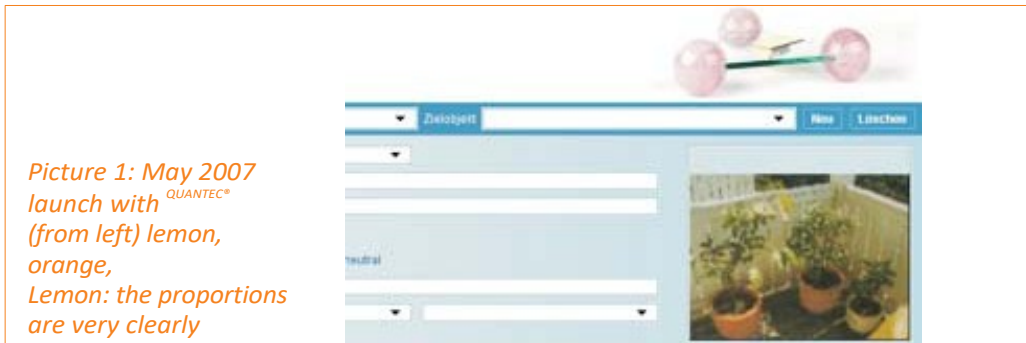 Zielobjekt
Neu Löschen
neutral
Picture 1: May 2007
launch with QUANTEC®
(from left) lemon,
orange,
Lemon: the proportions
are very clearly